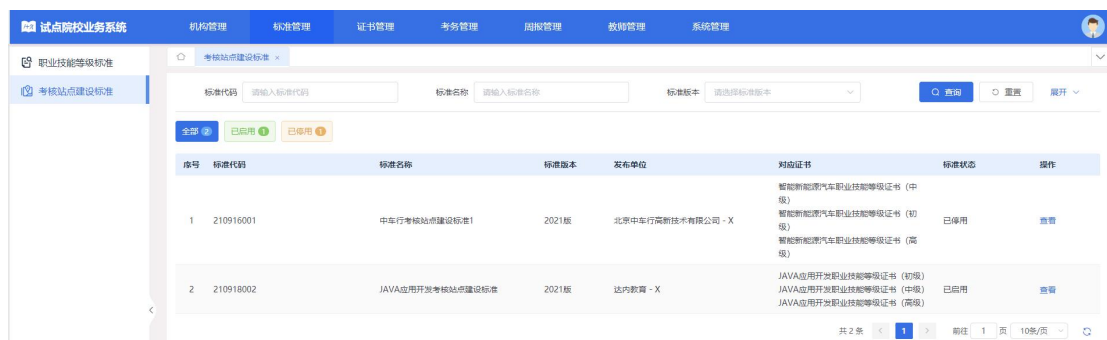 试点院校业务系统 机构管理 标准管理 证书管理 考务管理 周报管理 教师管理 系统管理
职业技能等级标准 考核站点建设标准 ×
考核站点建设标准
标准代码 请输入标准代码 标准名称 请输入标准名称 标准版本 请选择标准版本 查询 重置 展开
全部 2 已启用 1 已停用 1
序号 标准代码 标准名称 标准版本 发布单位 对应证书 标准状态 操作
智能新能源汽车职业技能等级证书（中
级）
智能新能源汽车职业技能等级证书（初
1 210916001 中车行考核站点建设标准1 2021版 北京中车行高新技术有限公司 - X 级） 已停用 查看
智能新能源汽车职业技能等级证书（高
级）
JAVA应用开发职业技能等级证书（初级）
2 210918002 JAVA应用开发考核站点建设标准 2021版 达内教育 - X JAVA应用开发职业技能等级证书（中级） 已启用 查看
JAVA应用开发职业技能等级证书（高级）
共 2 条 < 1 > 前往 1 页 10条/页